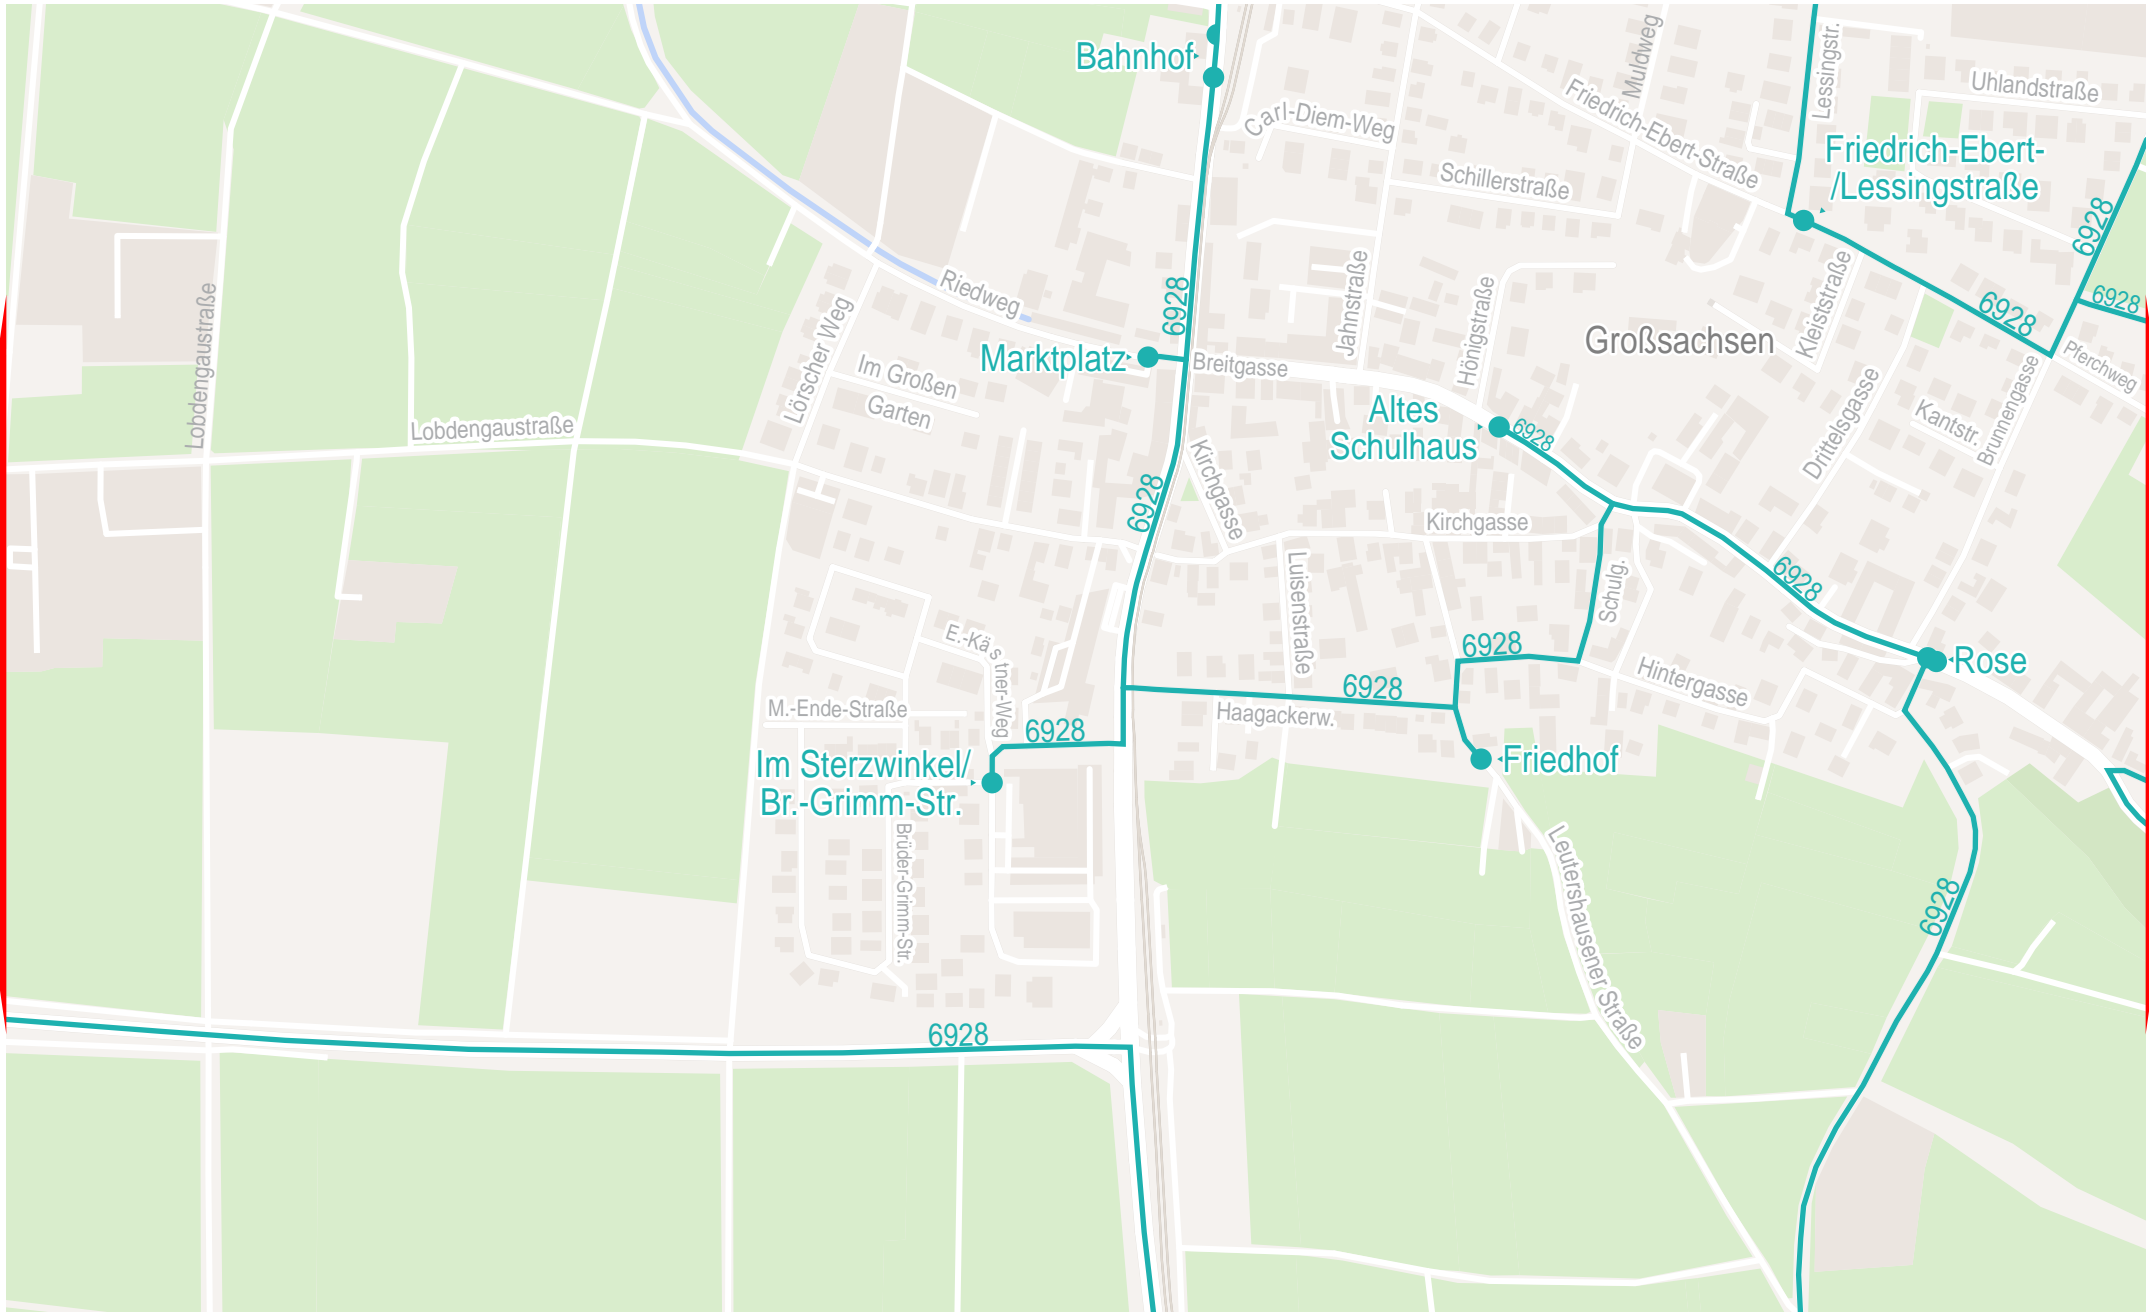 Bahnhof
Muldweg
Lessingstr.
Uhlandstraße
Carl-Diem-Weg
Friedrich-Ebert-Straße
Friedrich-Ebert-
/Lessingstraße
Schillerstraße
6928
Lobdengaustraße
Riedweg
Lörscher Weg
6928
Jahnstraße
Hönigstraße
Großsachsen
Kleiststraße
6928
6928
Marktplatz
Breitgasse
Pferchweg
Im Großen
Garten
Altes
Schulhaus
6928
Drittelsgasse
Kantstr.
Brunnengasse
Lobdengaustraße
6928
Kirchgasse
Kirchgasse
Luisenstraße
Schulg.
6928
E.-Kästner-Weg
6928
Rose
Hintergasse
M.-Ende-Straße
6928
Haagackerw.
6928
Im Sterzwinkel/
Br.-Grimm-Str.
Friedhof
Brüder-Grimm-Str.
Leutershausener Straße
6928
6928